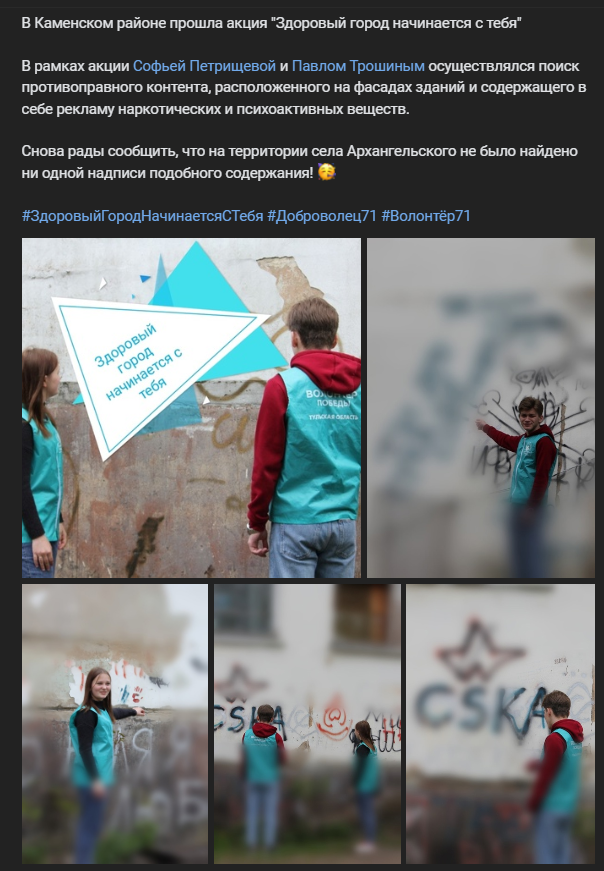 В Каменском районе прошла акция "Здоровый город начинается с тебя"
В рамках акции Софьей Петрищевой и Павлом Трошиным осуществлялся поиск
противоправного контента, расположенного на фасадах зданий и содержащего в
себе рекламу наркотических и психоактивных веществ.
Снова рады сообщить, что на территории села Архангельского не было найдено
ни одной надписи подобного содержания!
#ЗдоровыйГородНачинаетсяСТебя #Доброволец71 #Волонтёр71
Здоровый
город
начинается с
тебя
ВОЛОНТЕР
ПОБЕДЫ
ТУЛЬСКАЯ ОБЛАСТЬ
CSKA
CSKA